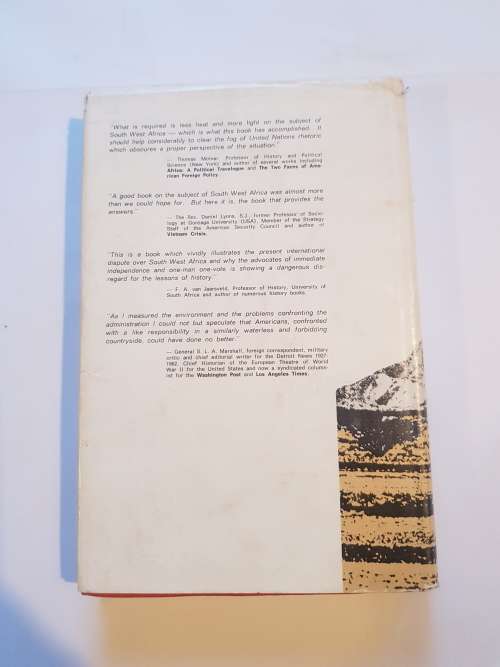 "What is required is less heat and more light on the subject of
South West Africa — which is what this book has accomplished. It
should help considerably to clear the fog of United Nations rhetoric
which obscures a proper perspective of the situation."
— Thomas Molnar, Professor of History and Political
Science (New York) and author of several works including
Africa: A Political Travelogue and The Two Faces of Ame-
rican Foreign Policy.
"A good book on the subject of South West Africa was almost more
than we could hope for. But here it is, the book that provides the
answers."
— The Rev. Daniel Lyons, S.J., former Professor of Socio-
logy at Gonzaga University (USA), Member of the Strategy
Staff of the American Security Council and author of
Vietnam Crisis.
"This is a book which vividly illustrates the present international
dispute over South West Africa and why the advocates of immediate
independence and one-man one-vote is showing a dangerous dis-
regard for the lessons of history."
— F. A. van Jaarsveld, Professor of History, University of
South Africa and author of numerous history books.
"As I measured the environment and the problems confronting the
administration I could not but speculate that Americans, confronted
with a like responsibility in a similarly waterless and forbidding
countryside, could have done no better."
— General S. L. A. Marshall, foreign correspondent, military
critic and chief editorial writer for the Detroit News 1927-
1962, Chief Historian of the European Theatre of World
War II for the United States and now a syndicated colum-
ist for the Washington Post and Los Angeles Times.